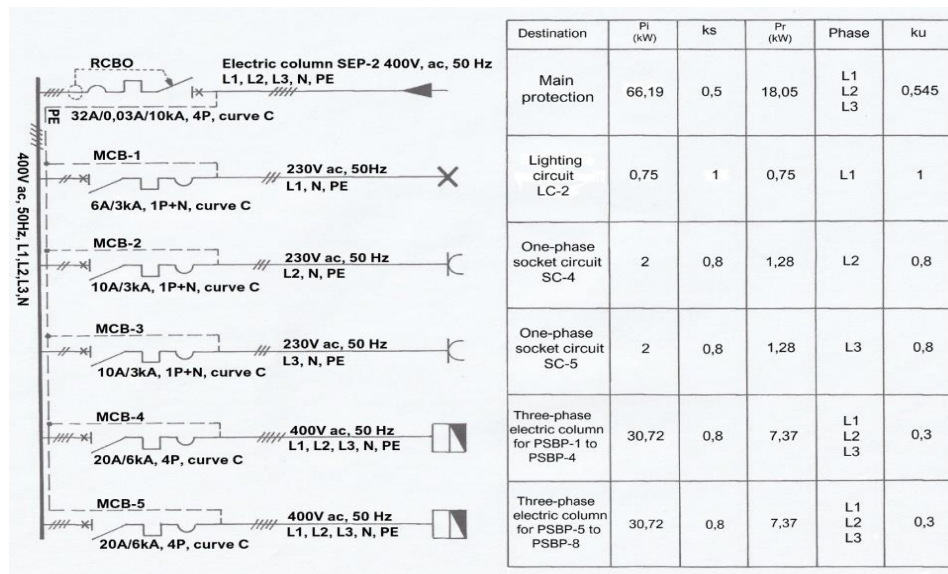 RCBO
Electric column SEP-2 400V, ac, 50 Hz
L1, L2, L3, N, PE
PE
32A/0,03A/10kA, 4P, curve C
400V ac, 50Hz, L1,L2,L3,N
MCB-1
230V ac, 50Hz
L1, N, PE
6A/3kA, 1P+N, curve C
MCB-2
230V ac, 50 Hz
L2, N, PE
10A/3kA, 1P+N, curve C
MCB-3
230V ac, 50 Hz
L3, N, PE
10A/3kA, 1P+N, curve C
MCB-4
400V ac, 50 Hz
L1, L2, L3, N, PE
20A/6kA, 4P, curve C
MCB-5
400V ac, 50 Hz
L1, L2, L3, N, PE
20A/6kA, 4P, curve C
Destination Pi (kW) ks Pr (kW) Phase ku
Main
protection
66,19 0,5 18,05
L1
L2
L3
0,545
Lighting
circuit
LC-2
0,75 1 0,75 L1 1
One-phase
socket circuit
SC-4
2 0,8 1,28 L2 0,8
One-phase
socket circuit
SC-5
2 0,8 1,28 L3 0,8
Three-phase
electric column
for PSBP-1 to
PSBP-4
30,72 0,8 7,37
L1
L2
L3
0,3
Three-phase
electric column
for PSBP-5 to
PSBP-8
30,72 0,8 7,37
L1
L2
L3
0,3